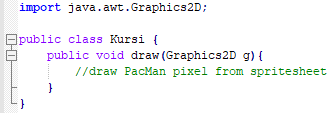 import java.awt.Graphics2D;
public class Kursi {
public void draw(Graphics2D g){
//draw PacMan pixel from spritesheet
}
}